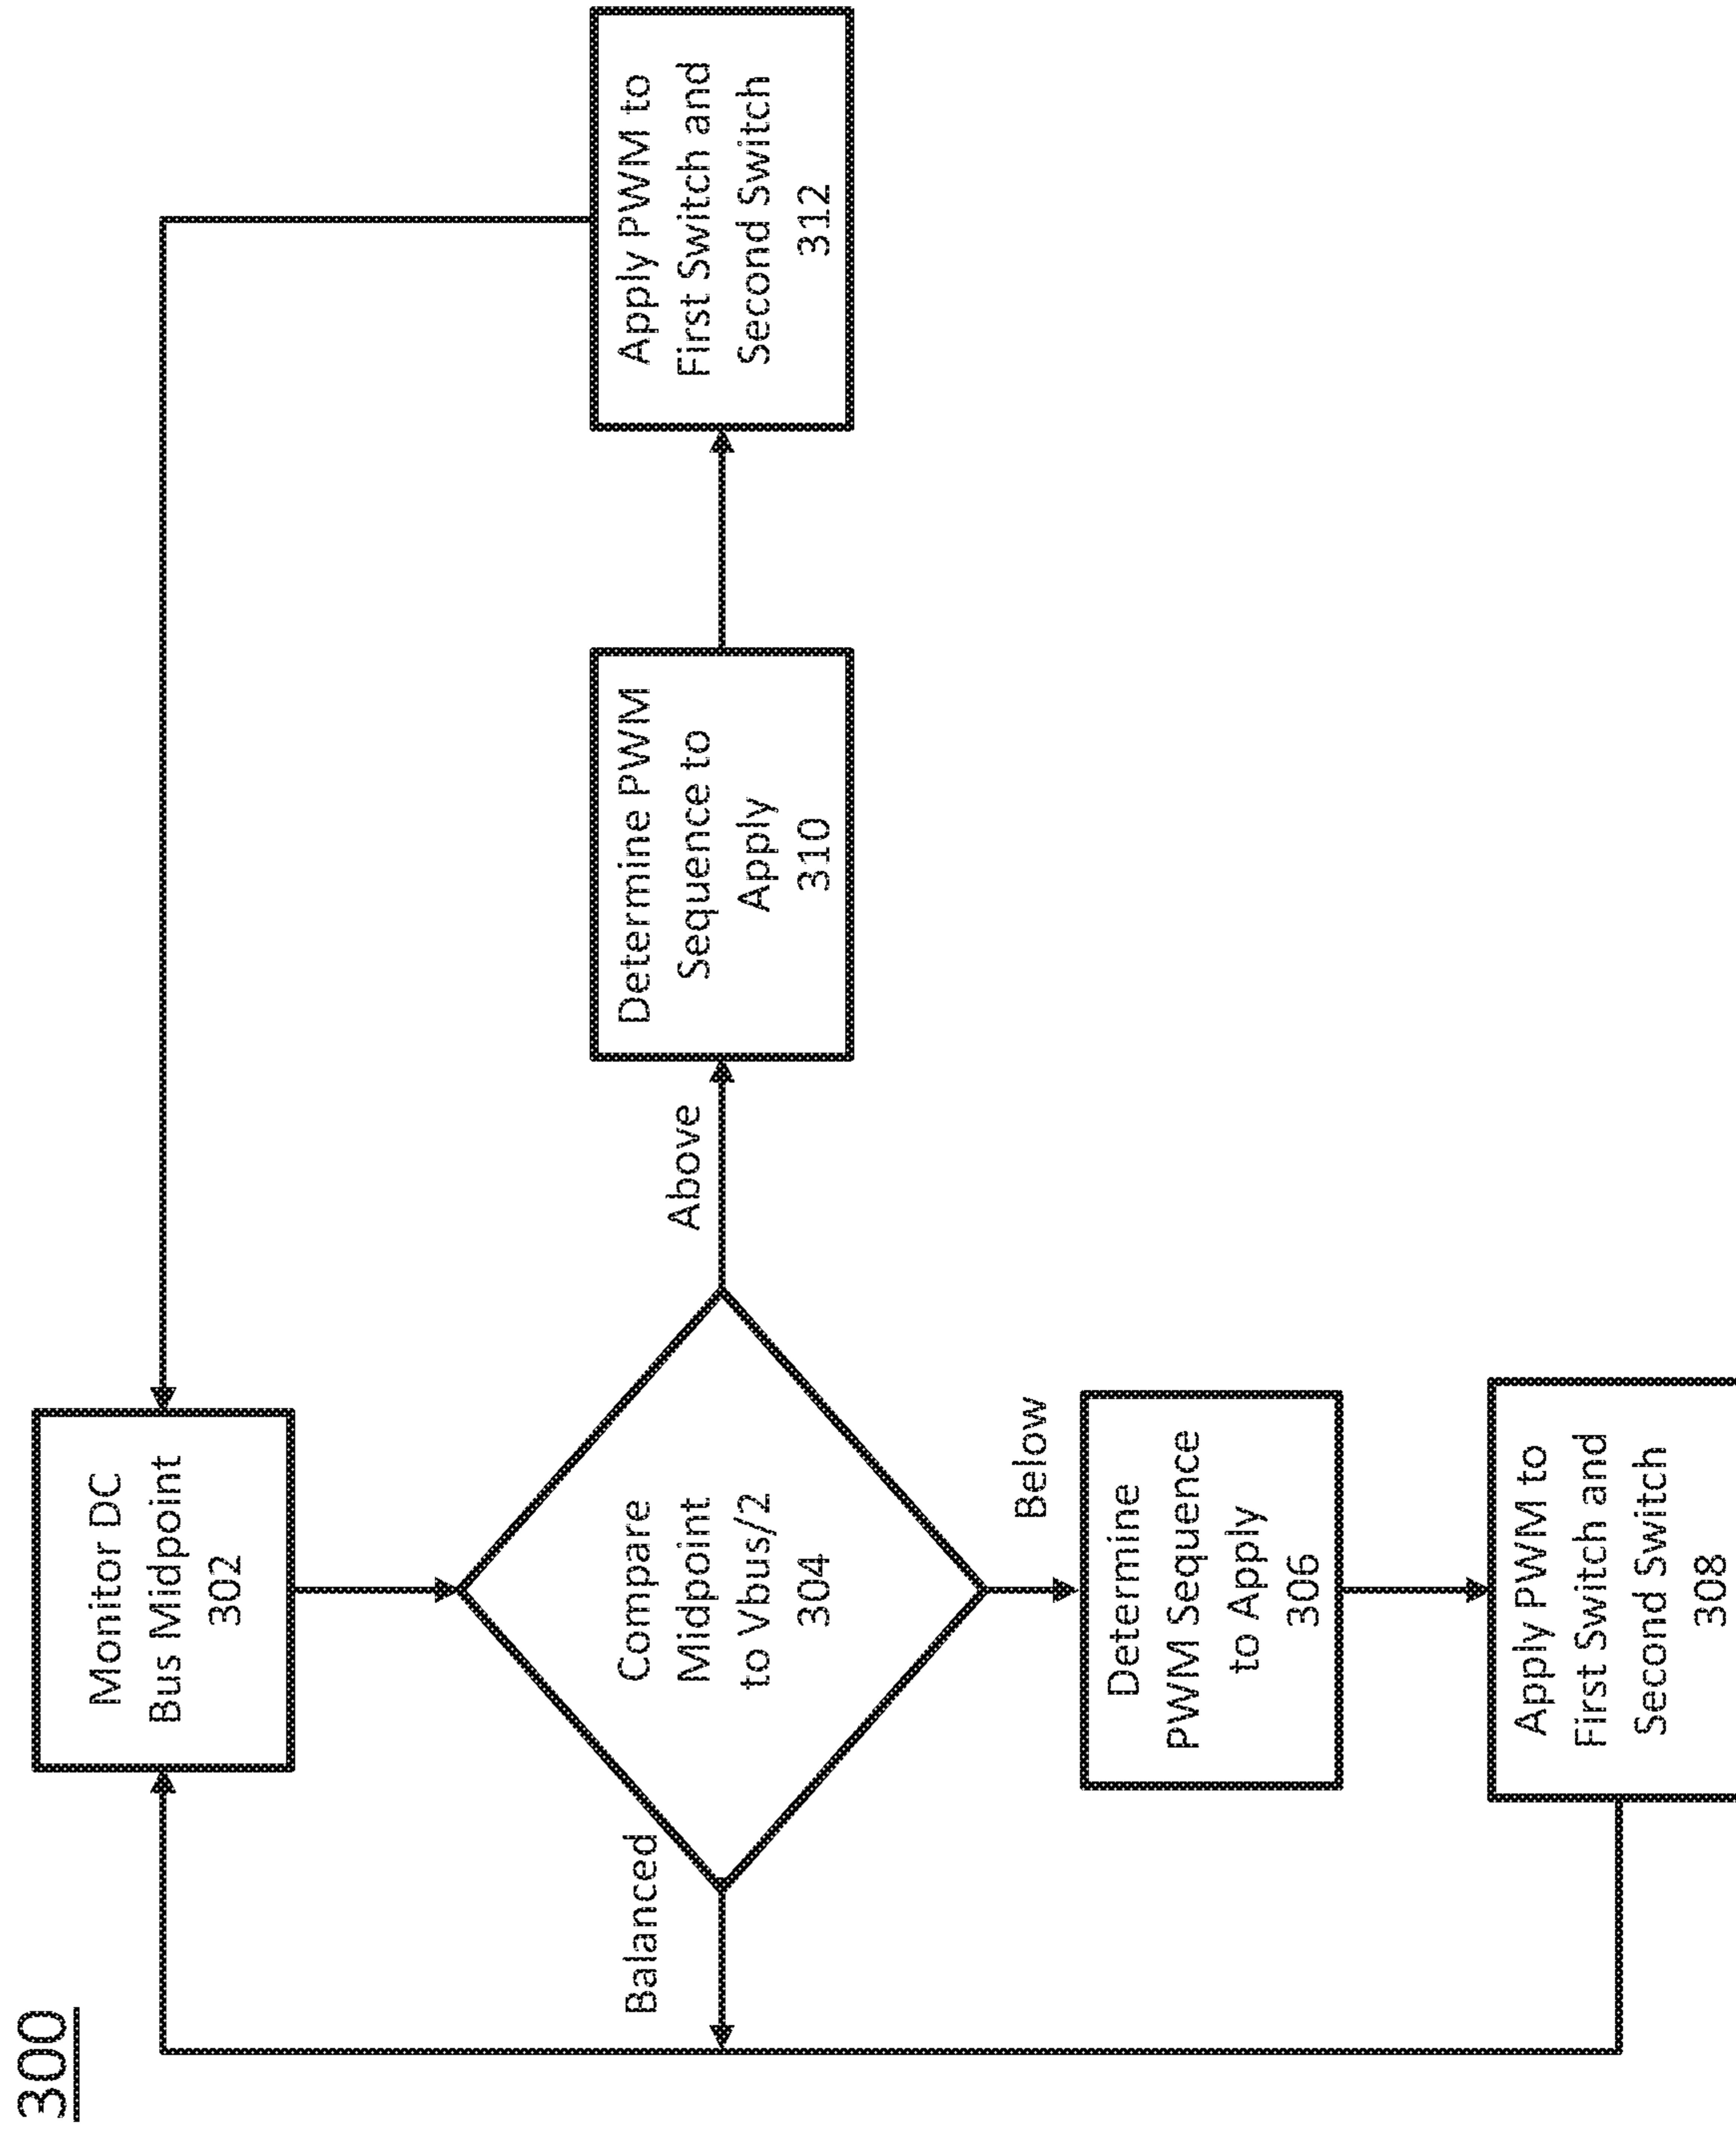 300
Monitor DC
Bus Midpoint
302
Compare
Midpoint
to Vbus/2
304
Balanced
Above
Below
Determine
PWM Sequence
to Apply
306
Apply PWM to
First Switch and
Second Switch
308
Determine PWM
Sequence to
Apply
310
Apply PWM to
First Switch and
Second Switch
312